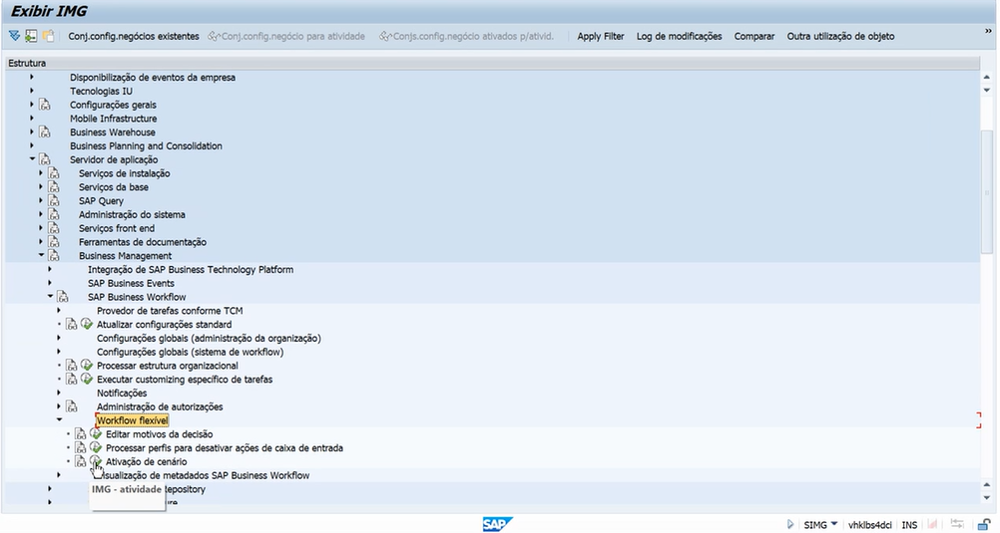 Exibir IMG
Conj.config.negócios existentes Conj.config.negócio para atividade Conjs.config.negócio ativados p/ativid. Apply Filter Log de modificações Comparar Outra utilização de objeto »
Estrutura
Disponibilização de eventos da empresa
Tecnologias IU
Configurações gerais
Mobile Infrastructure
Business Warehouse
Business Planning and Consolidation
Servidor de aplicação
Serviços de instalação
Serviços da base
SAP Query
Administração do sistema
Serviços front end
Ferramentas de documentação
Business Management
Integração de SAP Business Technology Platform
SAP Business Events
SAP Business Workflow
Provedor de tarefas conforme TCM
Atualizar configurações standard
Configurações globais (administração da organização)
Configurações globais (sistema de workflow)
Processar estrutura organizacional
Executar customizing específico de tarefas
Notificações
Administração de autorizações
Workflow flexível
Editar motivos da decisão
Processar perfis para desativar ações de caixa de entrada
Ativação de cenário
isualização de metadados SAP Business Workflow
IMG - atividade epository
SAP SIMG vhklbs4dci INS